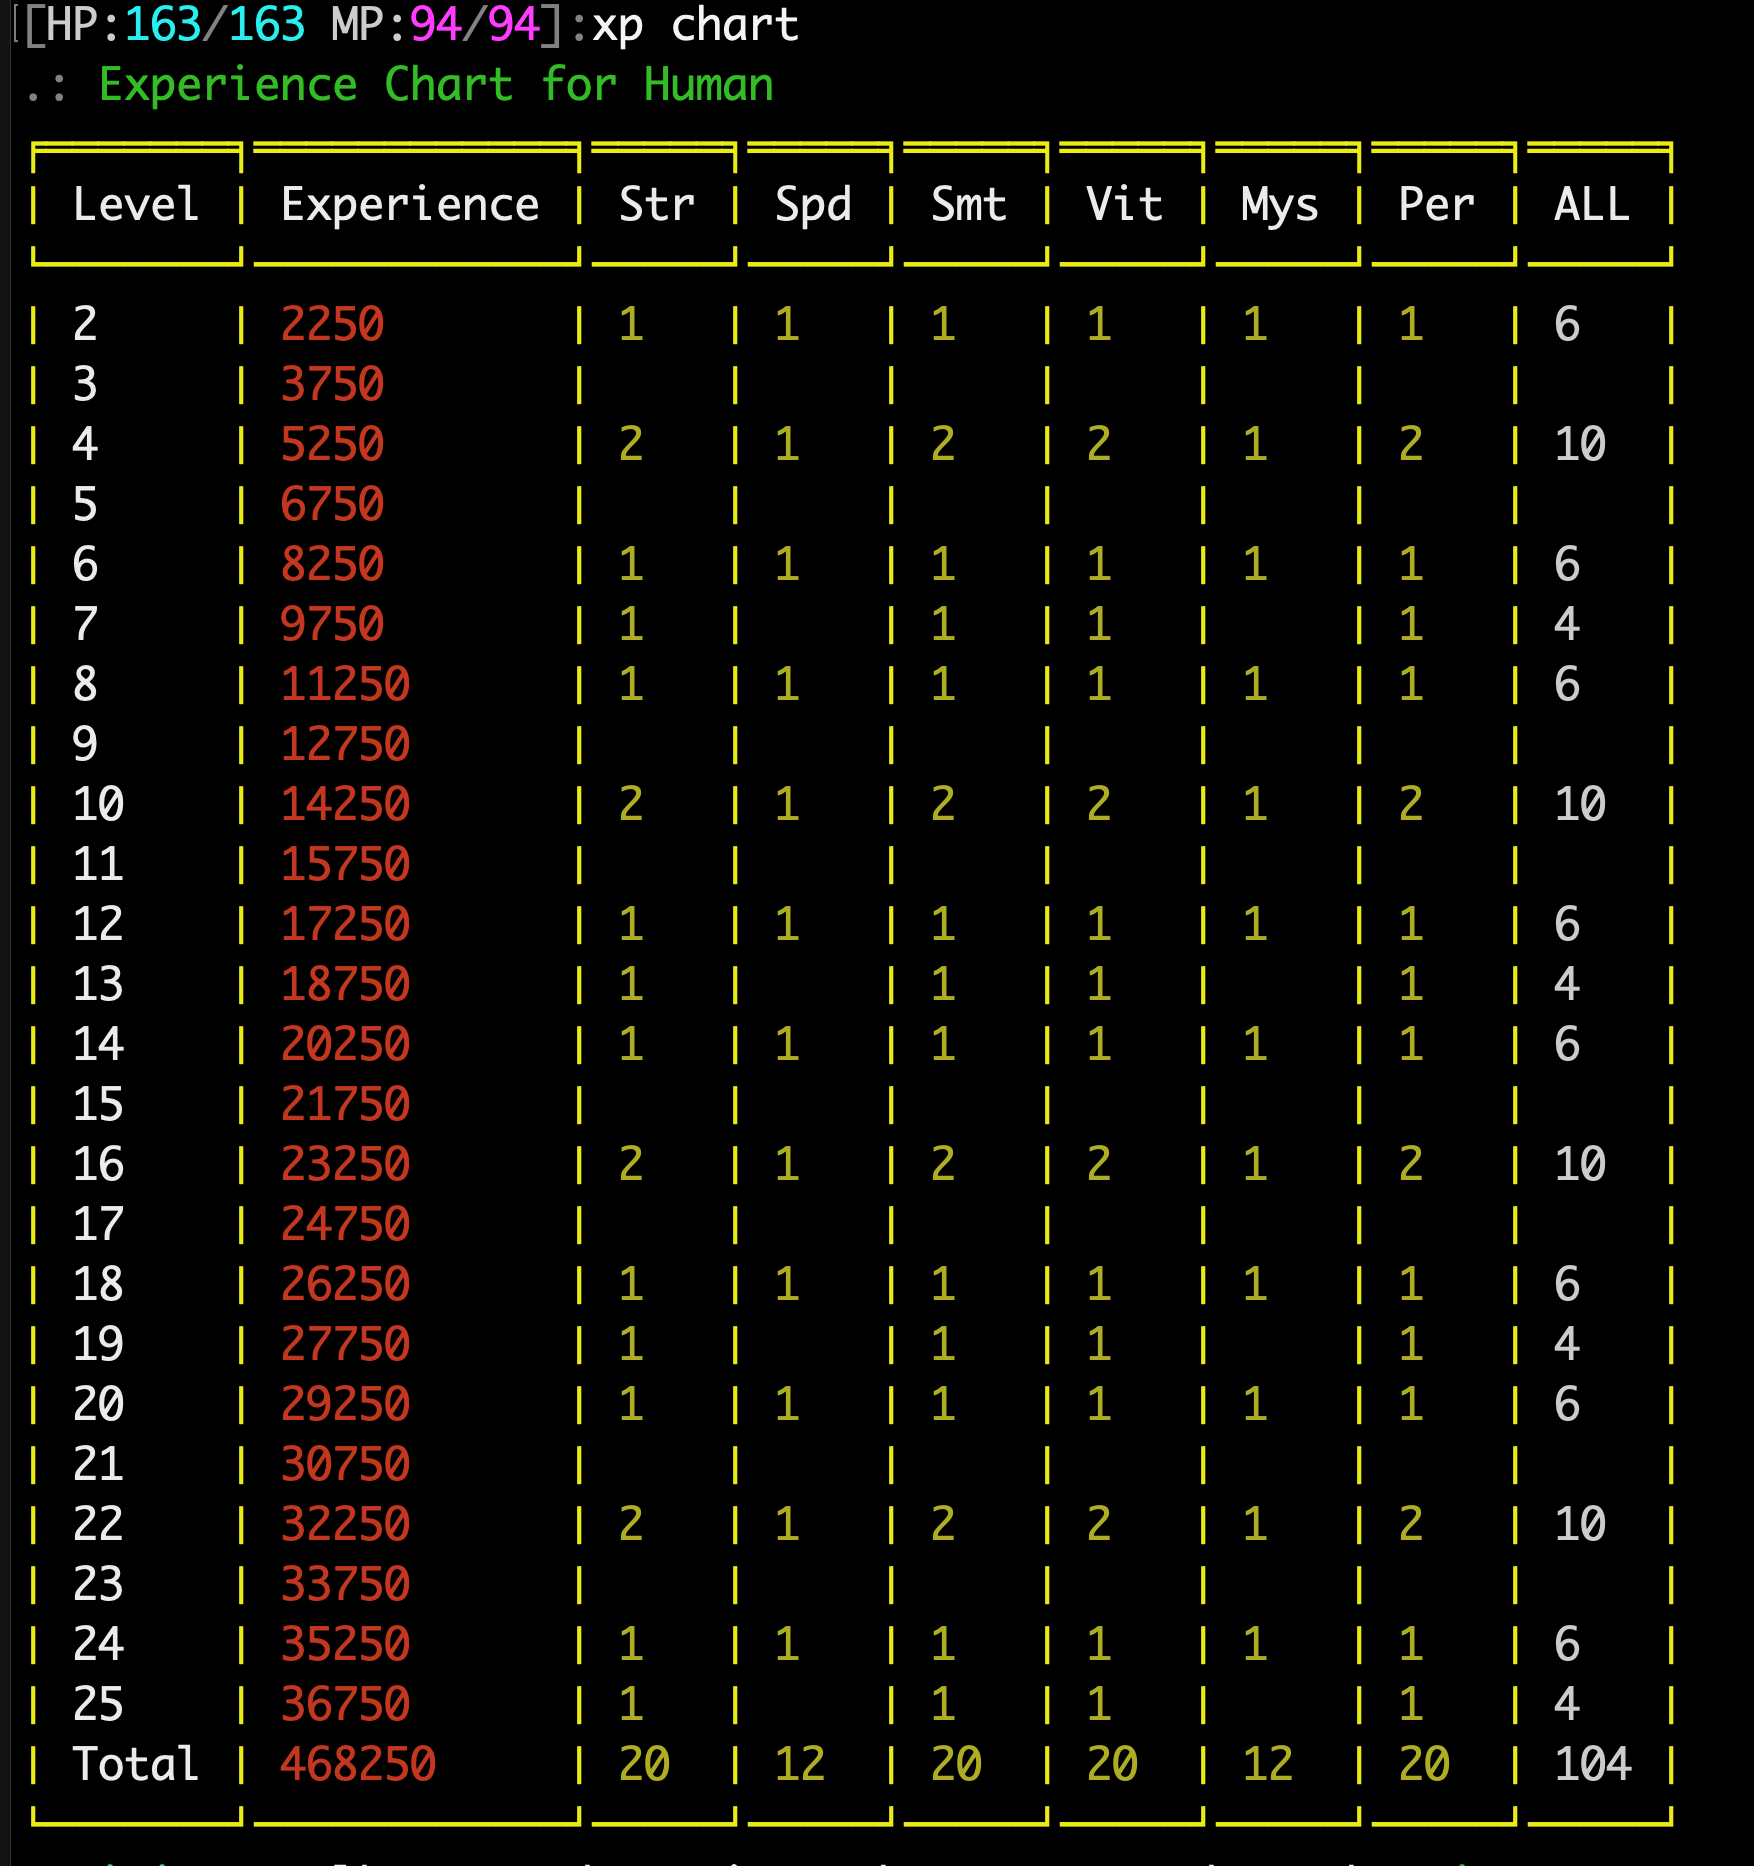 [HP:163/163 MP:94/94]:xp chart
.: Experience Chart for Human
Level Experience Str Spd Smt Vit Mys Per ALL
2 2250 1 1 1 1 1 1 6
3 3750
4 5250 2 1 2 2 1 2 10
5 6750
6 8250 1 1 1 1 1 1 6
7 9750 1 1 1 1 4
8 11250 1 1 1 1 1 1 6
9 12750
10 14250 2 1 2 2 1 2 10
11 15750
12 17250 1 1 1 1 1 1 6
13 18750 1 1 1 1 4
14 20250 1 1 1 1 1 1 6
15 21750
16 23250 2 1 2 2 1 2 10
17 24750
18 26250 1 1 1 1 1 1 6
19 27750 1 1 1 1 4
20 29250 1 1 1 1 1 1 6
21 30750
22 32250 2 1 2 2 1 2 10
23 33750
24 35250 1 1 1 1 1 1 6
25 36750 1 1 1 1 4
Total 468250 20 12 20 20 12 20 104